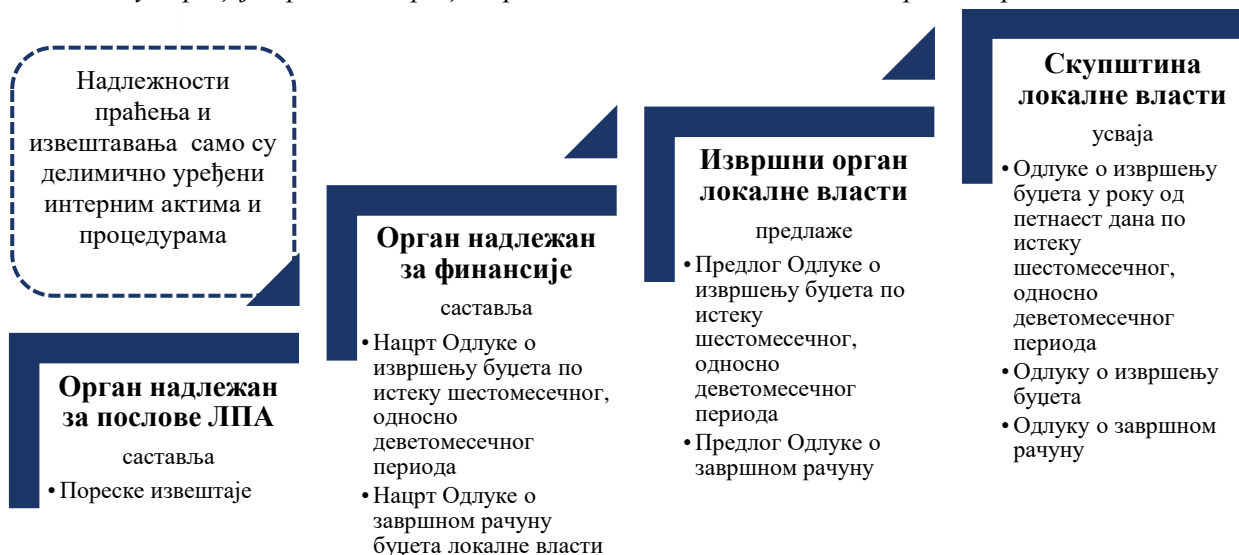 Надлежности
праћења и
извештавања само су
делимично уређени
интерним актима и
процедурама
Орган надлежан
за послове ЛПА
саставља
• Пореске извештаје
Орган надлежан
за финансије
саставља
• Нацрт Одлуке о
извршењу буџета по
истеку шестомесечног,
односно
деветомесечног
периода
• Нацрт Одлуке о
завршном рачуну
буџета локалне власти
Извршни орган
локалне власти
предлаже
• Предлог Одлуке о
извршењу буџета по
истеку
шестомесечног,
односно
деветомесечног
периода
• Предлог Одлуке о
завршном рачуну
Скупштина
локалне власти
усваја
• Одлуке о извршењу
буџета у року од
петнаест дана по
истеку
шестомесечног,
односно
деветомесечног
периода
• Одлуку о извршењу
буџета
• Одлуку о завршном
рачуну